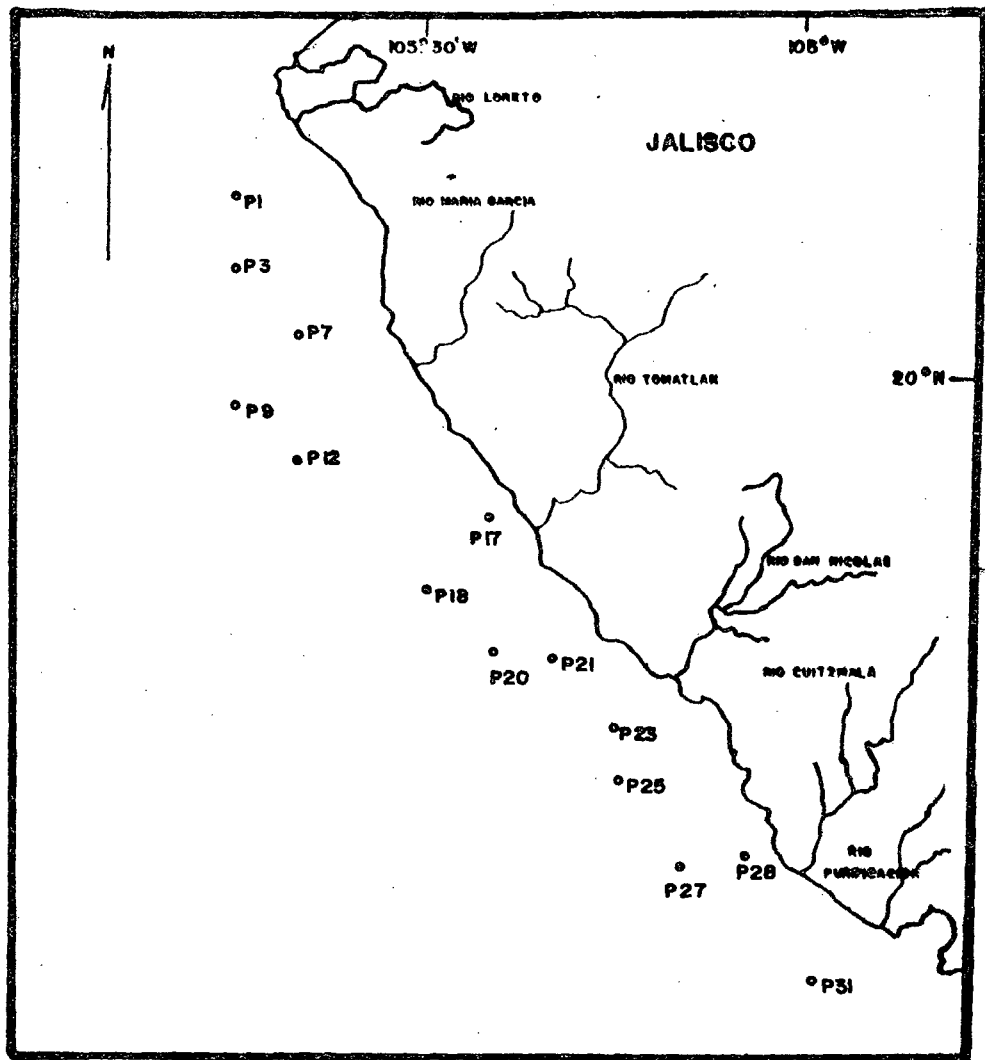 N
105° 30' W
105° W
RIO LORETO
JALISCO
P1
RIO MARIA GARCIA
P3
P7
RIO TOMATLAN
20° N
P9
P12
P17
RIO SAN NICOLAS
P18
P20
P21
RIO CUITZMALA
P23
P25
P27
P28
RIO
PURIFICACION
P31